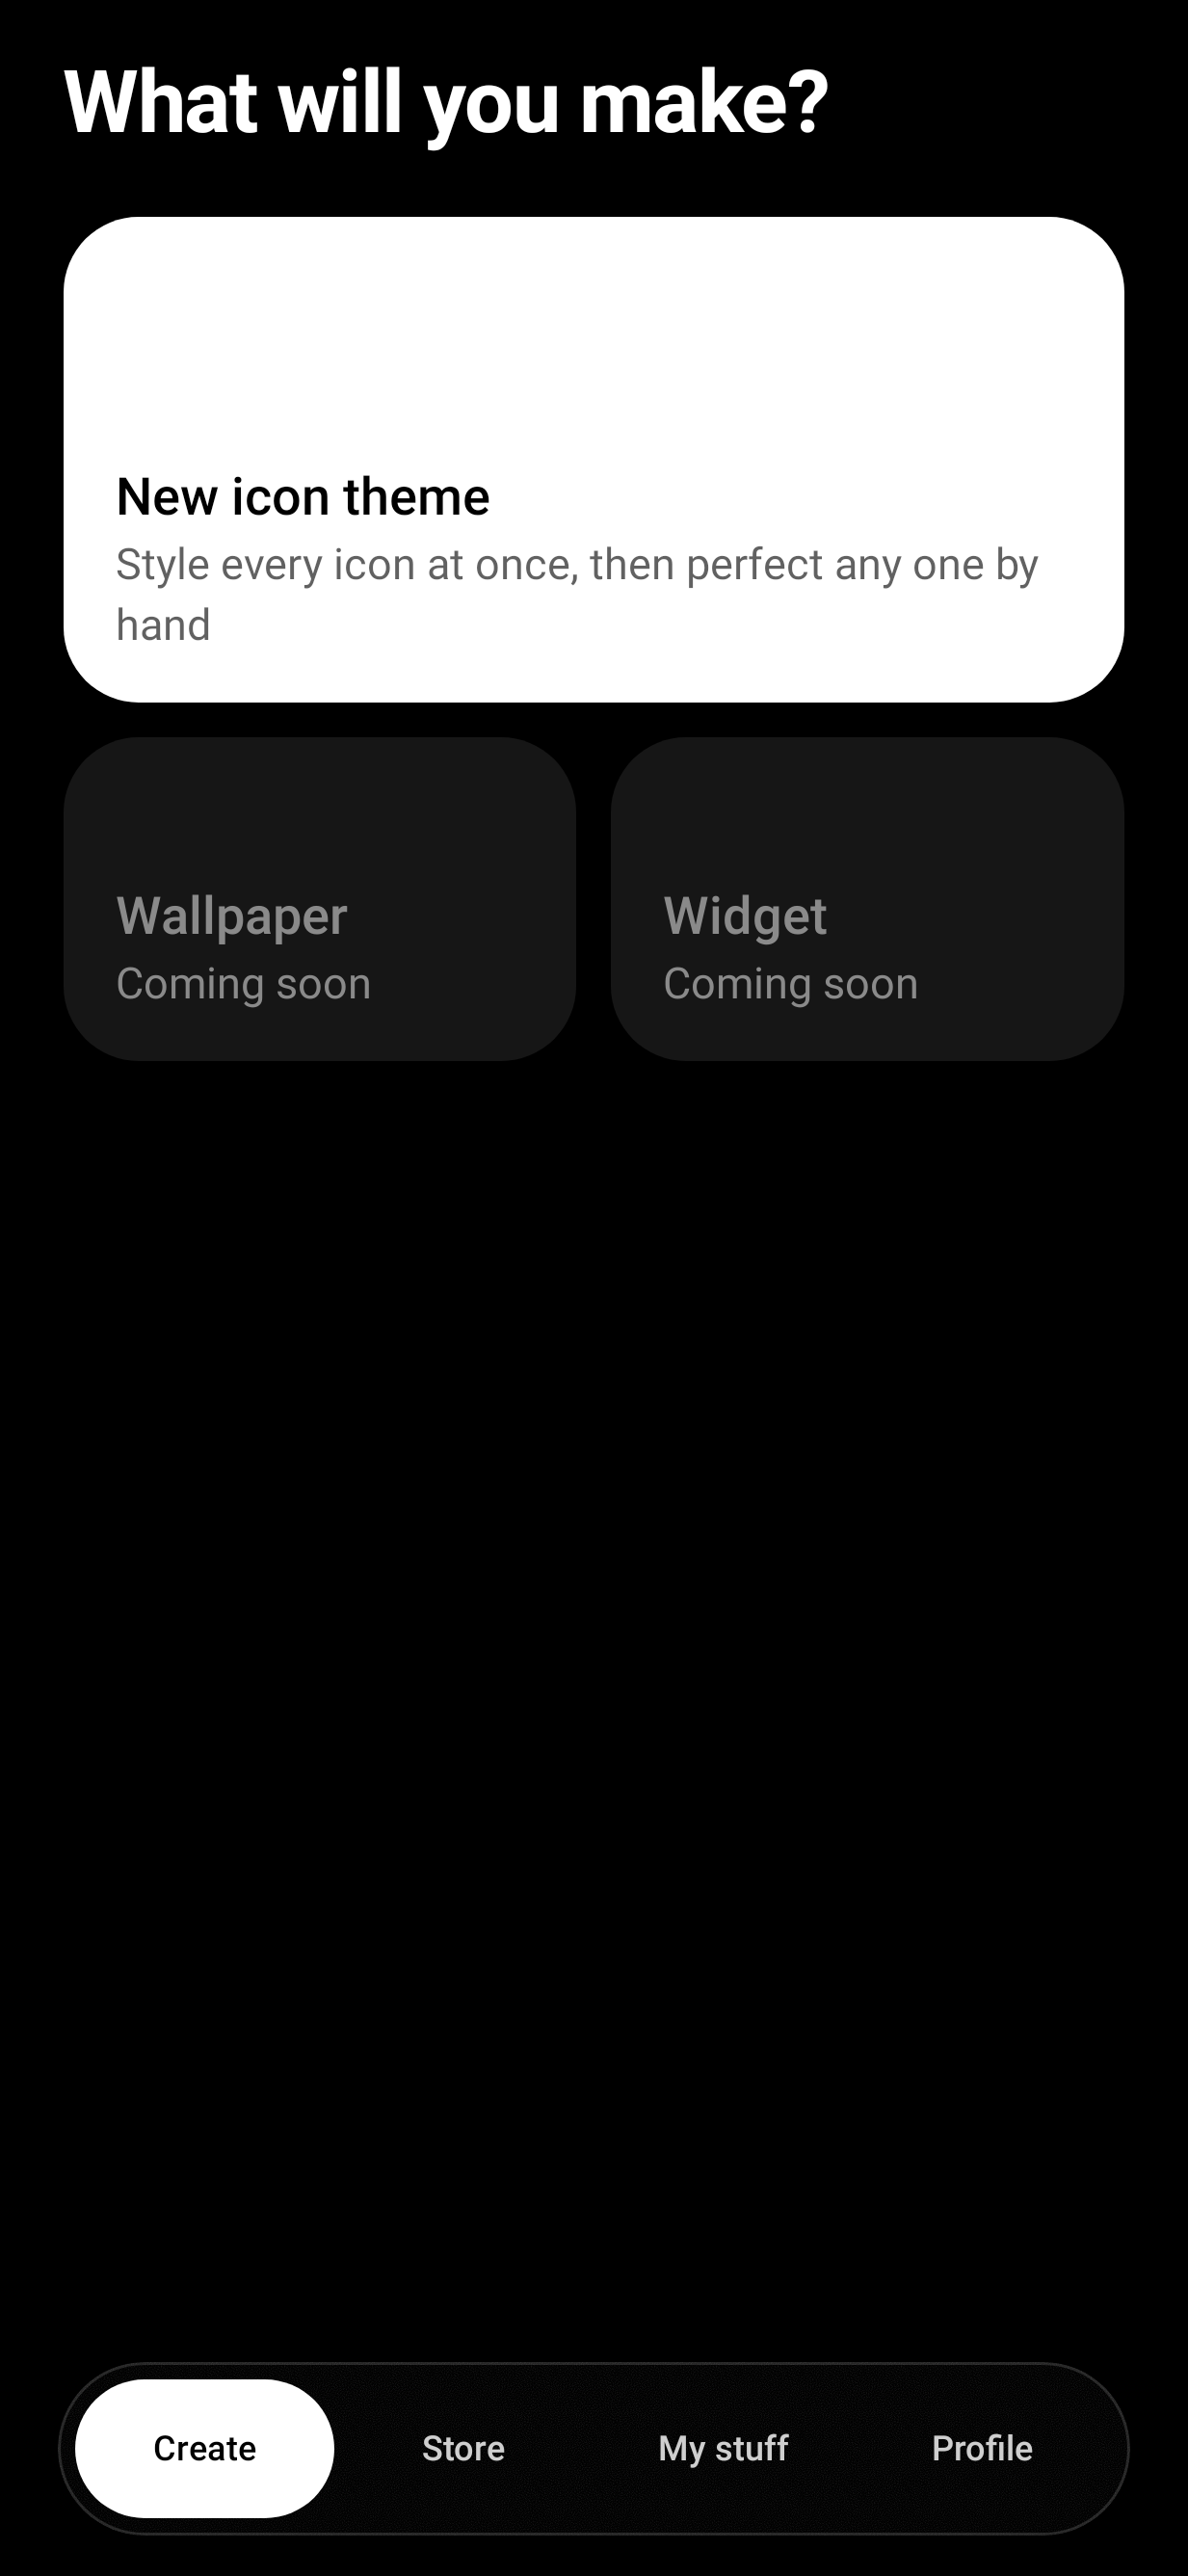 What will you make?
New icon theme
Style every icon at once, then perfect any one by
hand
Wallpaper
Coming soon
Widget
Coming soon
Create
Store
My stuff
Profile